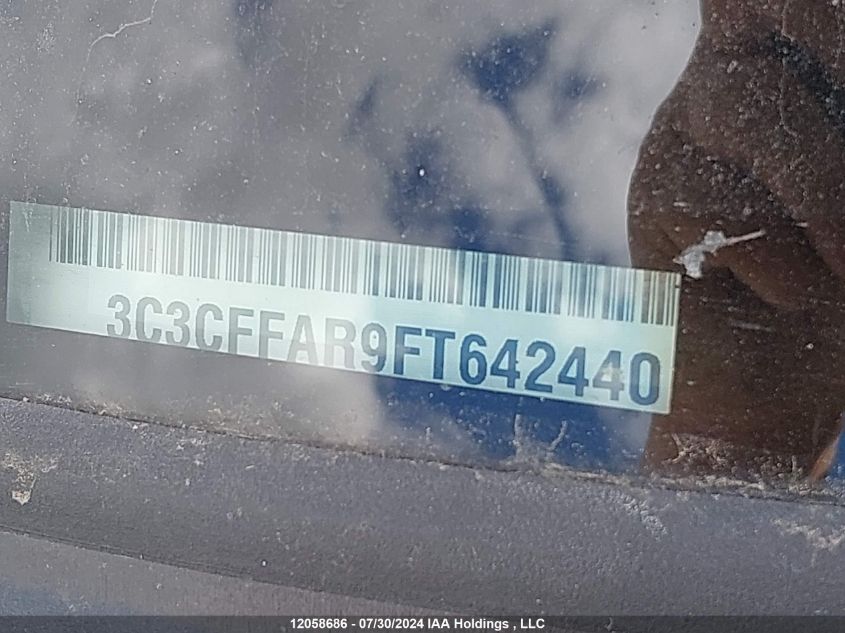 3C3CFFAR9FT642440
12058686 - 07/30/2024 IAA Holdings , LLC